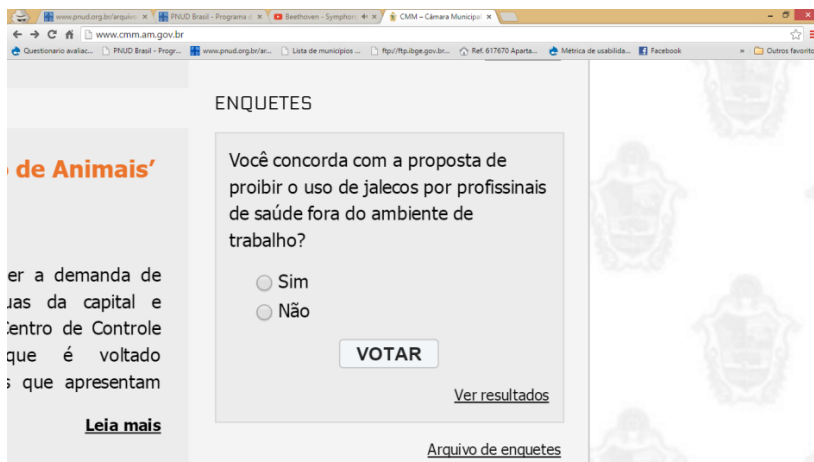 www.pnud.org.br/arquivo
PNUD Brasil - Programa d
Beethoven - Symphony
CMM – Câmara Municipal
www.cmm.am.gov.br
Questionario avaliac...
PNUD Brasil - Progr...
www.pnud.org.br/ar...
Lista de municípios ...
ftp://ftp.ibge.gov.br...
Ref. 617670 Aparta...
Métrica de usabilida...
Facebook
»
Outros favorito
ENQUETES
Você concorda com a proposta de
proibir o uso de jalecos por profissinais
de saúde fora do ambiente de
trabalho?
Sim
Não
VOTAR
Ver resultados
Arquivo de enquetes
de Animais’
er a demanda de
uas da capital e
Centro de Controle
que é voltado
s que apresentam
Leia mais